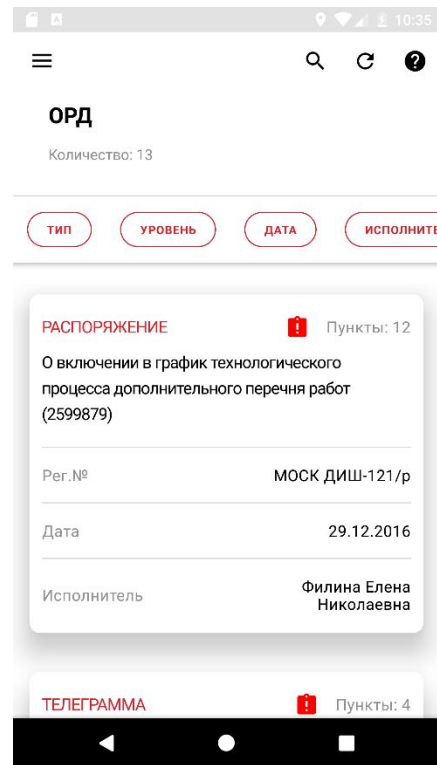 10:35
ОРД
Количество: 13
ТИП УРОВЕНЬ ДАТА ИСПОЛНИТЕ
РАСПОРЯЖЕНИЕ Пункты: 12
О включении в график технологического
процесса дополнительного перечня работ
(2599879)
Рег.№ МОСК ДИШ-121/р
Дата 29.12.2016
Исполнитель Филина Елена
Николаевна
ТЕЛЕГРАММА Пункты: 4